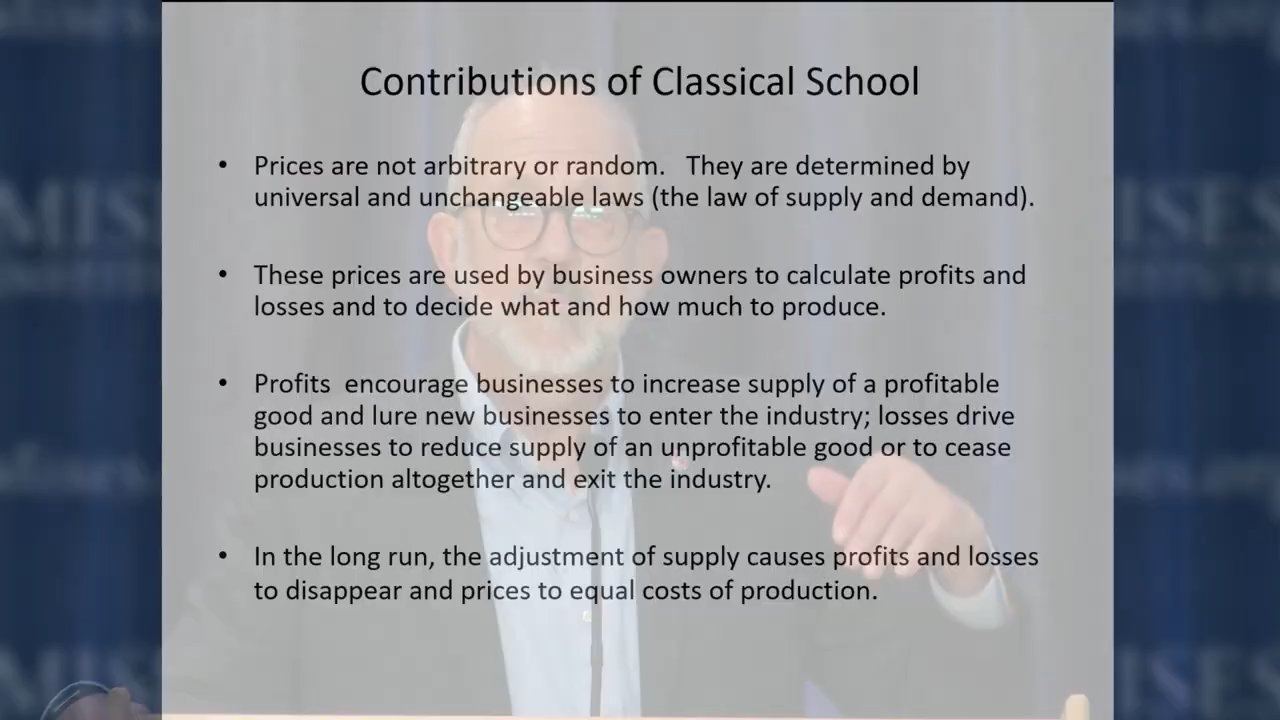 Contributions of Classical School
• Prices are not arbitrary or random.   They are determined by
universal and unchangeable laws (the law of supply and demand).
• These prices are used by business owners to calculate profits and
losses and to decide what and how much to produce.
• Profits  encourage businesses to increase supply of a profitable
good and lure new businesses to enter the industry; losses drive
businesses to reduce supply of an unprofitable good or to cease
production altogether and exit the industry.
• In the long run, the adjustment of supply causes profits and losses
to disappear and prices to equal costs of production.